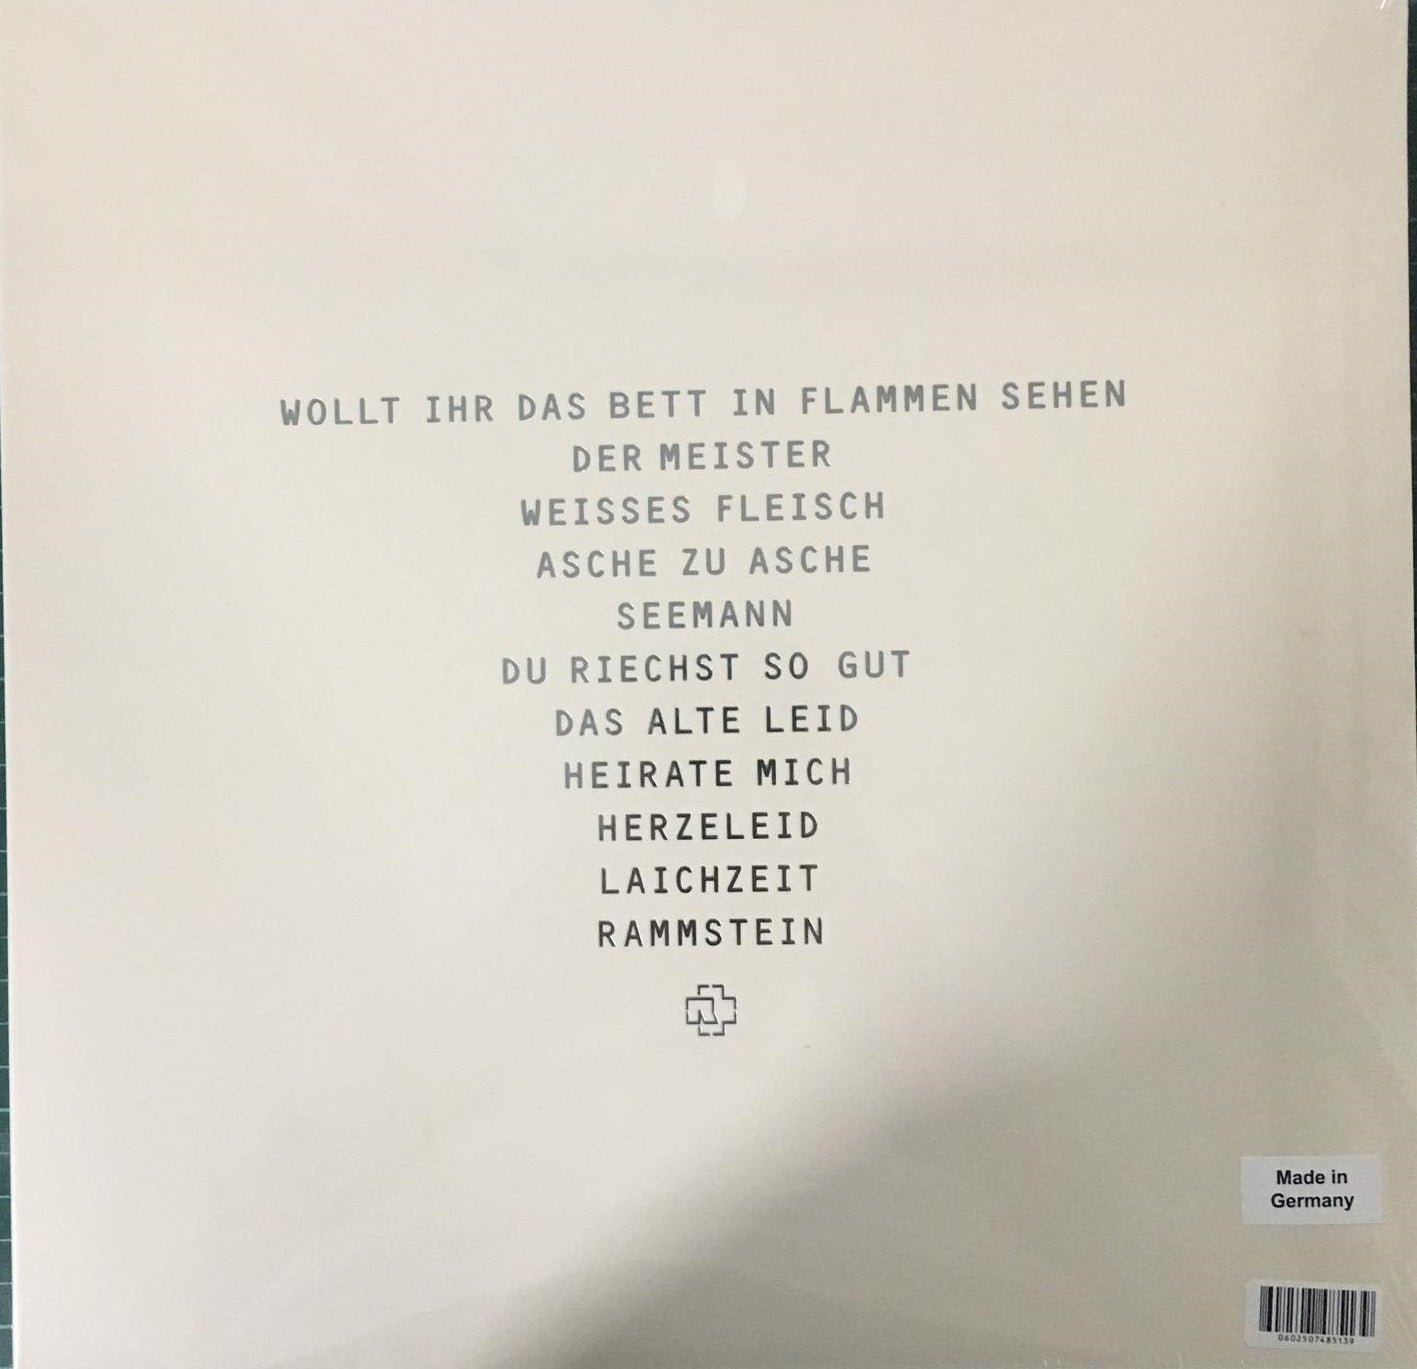 WOLLT IHR DAS BETT IN FLAMMEN SEHEN
DER MEISTER
WEISSES FLEISCH
ASCHE ZU ASCHE
SEEMANN
DU RIECHST SO GUT
DAS ALTE LEID
HEIRATE MICH
HERZELEID
LAICHZEIT
RAMMSTEIN
Made in
Germany
0602507485139